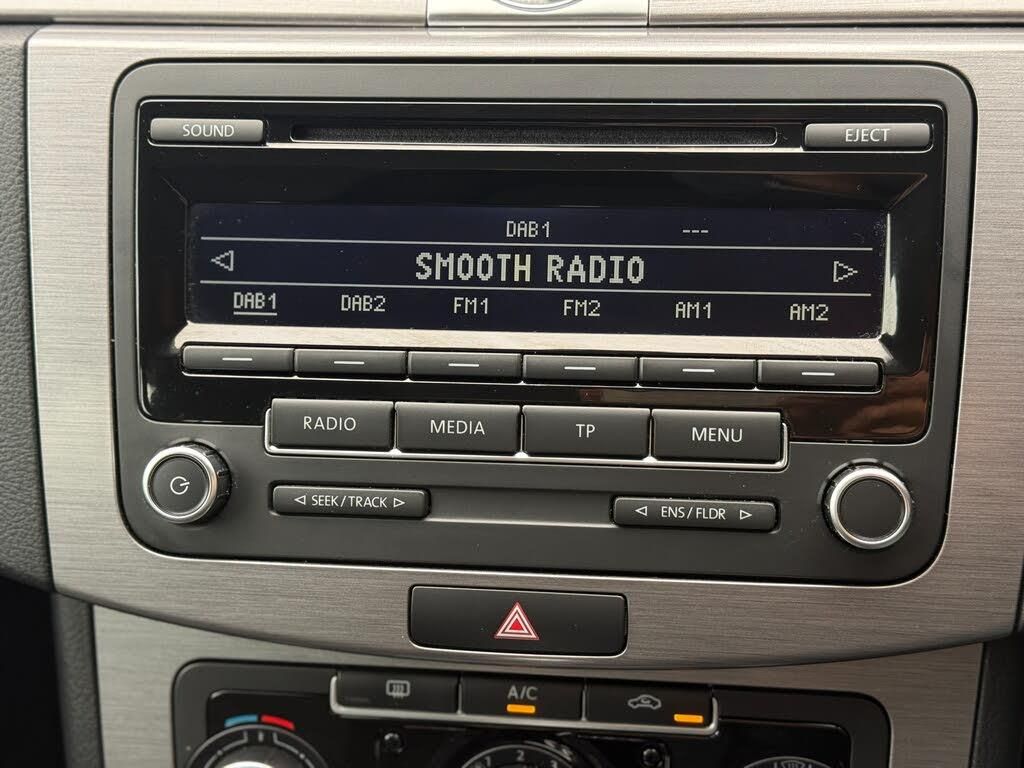 SOUND
EJECT
DAB1 ---
SMOOTH RADIO
DAB1 DAB2 FM1 FM2 AM1 AM2
RADIO MEDIA TP MENU
SEEK / TRACK
ENS / FLDR
A/C
2